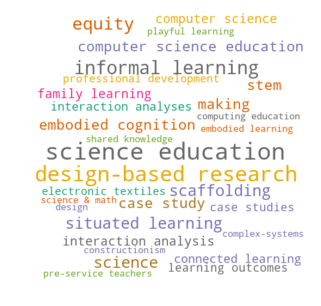 equity computer science
playful learning
computer science education
informal learning
professional development
stem
family learning
interaction analyses making
computing education
embodied cognition embodied learning
shared knowledge
science education
design-based research
electronic textiles scaffolding
science & math case study case studies
design
situated learning
complex-systems
interaction analysis
constructionism
science connected learning
learning outcomes
pre-service teachers